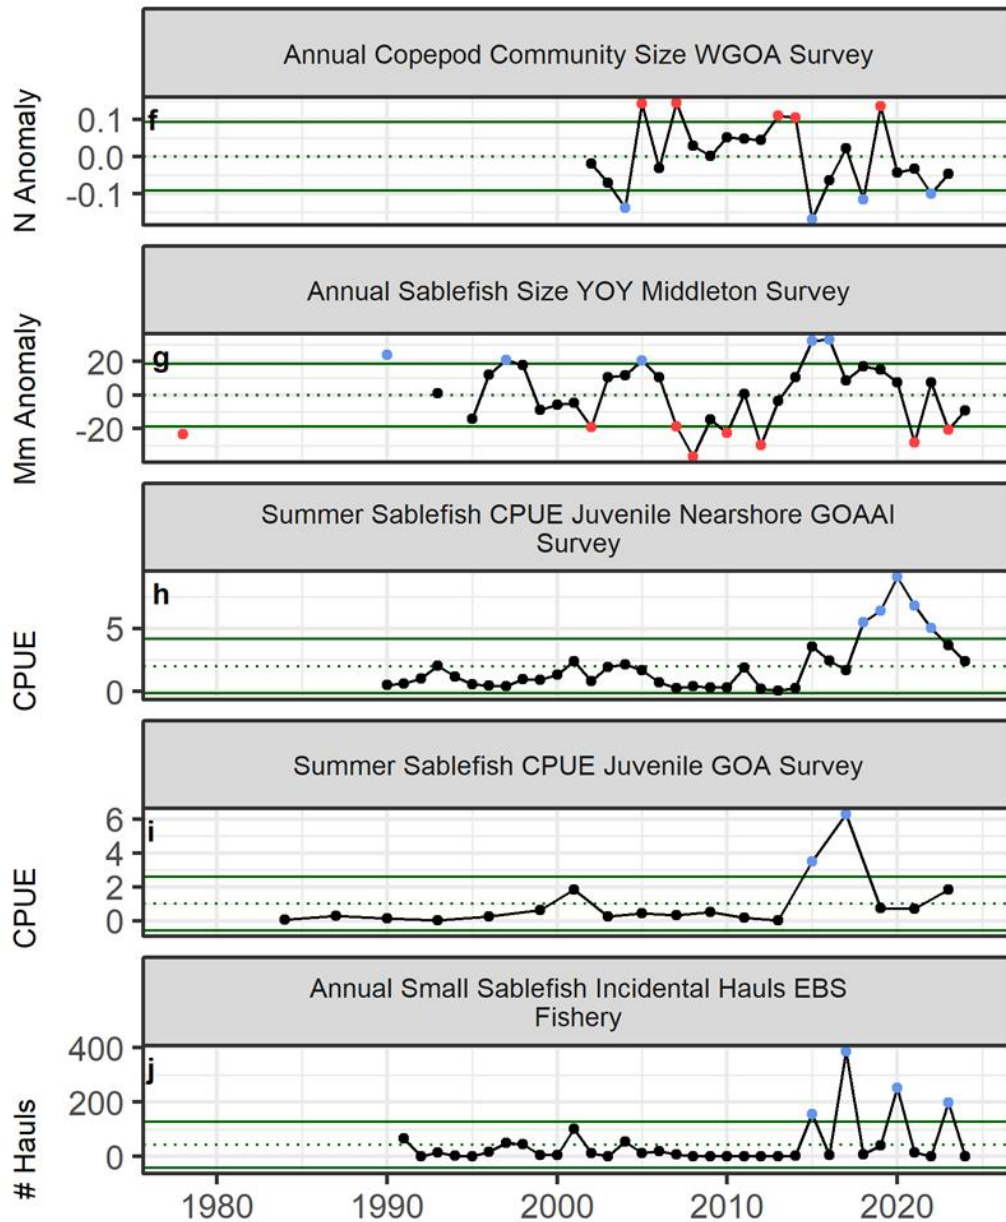 Annual Copepod Community Size WGOA Survey
N Anomaly
f
0.1
0.0
-0.1
Annual Sablefish Size YOY Middleton Survey
Mm Anomaly
g
20
0
-20
Summer Sablefish CPUE Juvenile Nearshore GOAAI
Survey
CPUE
h
5
0
Summer Sablefish CPUE Juvenile GOA Survey
CPUE
i
6
4
2
0
Annual Small Sablefish Incidental Hauls EBS
Fishery
# Hauls
j
400
200
0
1980 1990 2000 2010 2020